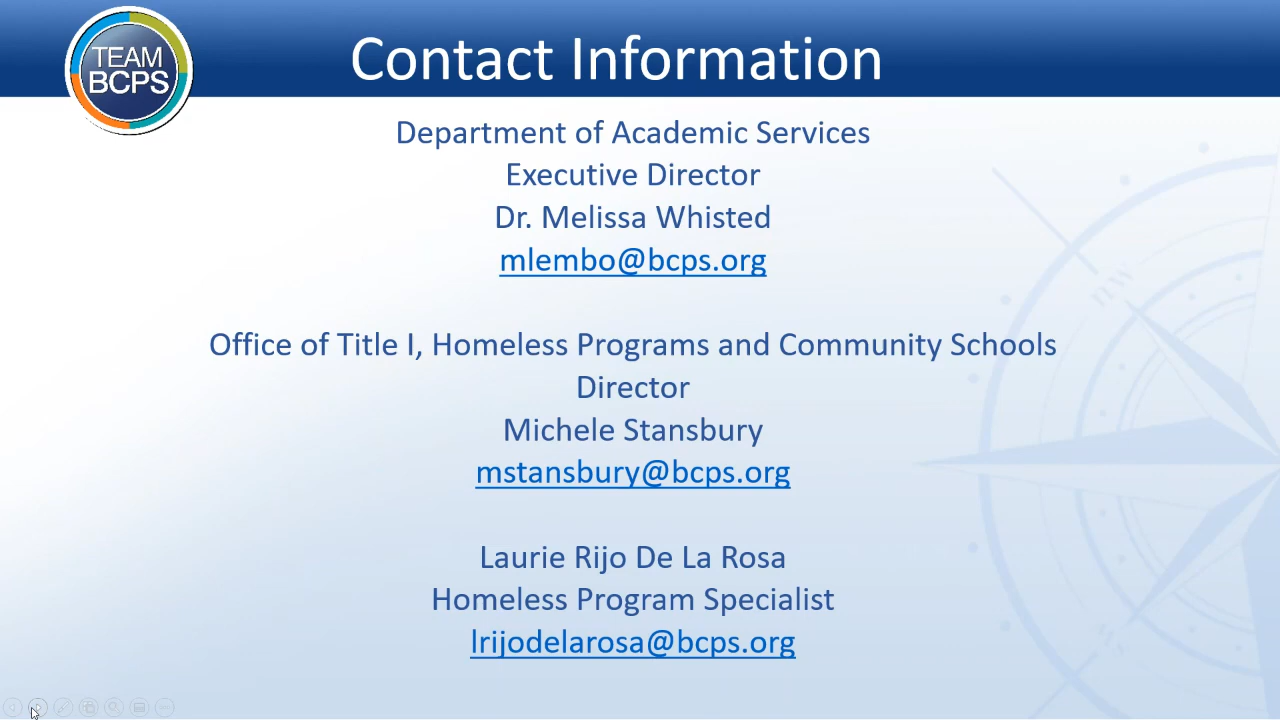 TEAM
BCPS
Contact Information
Department of Academic Services
Executive Director
Dr. Melissa Whisted
mlembo@bcps.org
Office of Title I, Homeless Programs and Community Schools
Director
Michele Stansbury
mstansbury@bcps.org
Laurie Rijo De La Rosa
Homeless Program Specialist
lrijodelarosa@bcps.org
NW